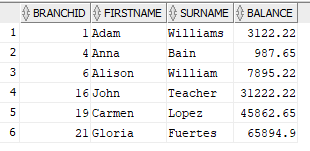 BRANCHID FIRSTNAME SURNAME BALANCE
1 1 Adam Williams 3122.22
2 4 Anna Bain 987.65
3 6 Alison William 7895.22
4 16 John Teacher 31222.22
5 19 Carmen Lopez 45862.65
6 21 Gloria Fuertes 65894.9